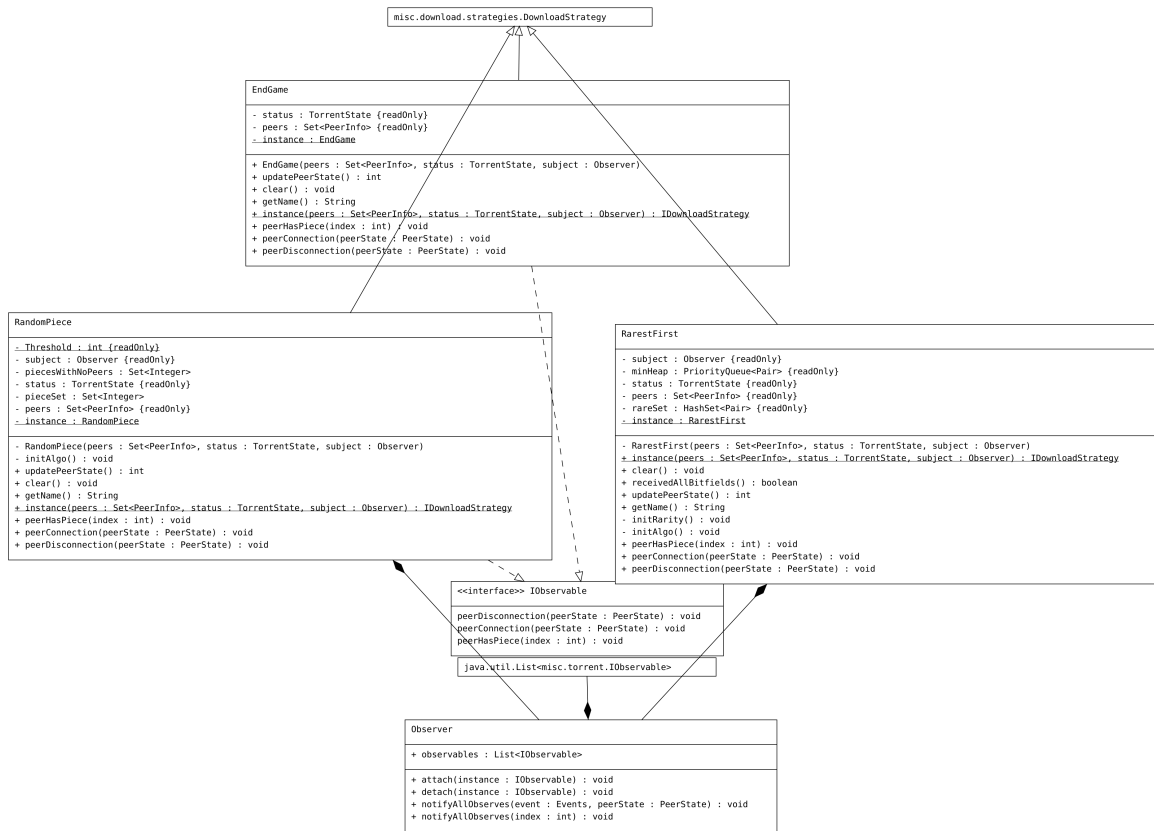 misc.download.strategies.DownloadStrategy
EndGame
- status : TorrentState {readOnly}
- peers : Set<PeerInfo> {readOnly}
- instance : EndGame
+ EndGame(peers : Set<PeerInfo>, status : TorrentState, subject : Observer)
+ updatePeerState() : int
+ clear() : void
+ getName() : String
+ instance(peers : Set<PeerInfo>, status : TorrentState, subject : Observer) : IDownloadStrategy
+ peerHasPiece(index : int) : void
+ peerConnection(peerState : PeerState) : void
+ peerDisconnection(peerState : PeerState) : void
RandomPiece
- Threshold : int {readOnly}
- subject : Observer {readOnly}
- piecesWithNoPeers : Set<Integer>
- status : TorrentState {readOnly}
- pieceSet : Set<Integer>
- peers : Set<PeerInfo> {readOnly}
- instance : RandomPiece
- RandomPiece(peers : Set<PeerInfo>, status : TorrentState, subject : Observer)
- initAlgo() : void
+ updatePeerState() : int
+ clear() : void
+ getName() : String
+ instance(peers : Set<PeerInfo>, status : TorrentState, subject : Observer) : IDownloadStrategy
+ peerHasPiece(index : int) : void
+ peerConnection(peerState : PeerState) : void
+ peerDisconnection(peerState : PeerState) : void
RarestFirst
- subject : Observer {readOnly}
- minHeap : PriorityQueue<Pair> {readOnly}
- status : TorrentState {readOnly}
- peers : Set<PeerInfo> {readOnly}
- rareSet : HashSet<Pair> {readOnly}
- instance : RarestFirst
- RarestFirst(peers : Set<PeerInfo>, status : TorrentState, subject : Observer)
+ instance(peers : Set<PeerInfo>, status : TorrentState, subject : Observer) : IDownloadStrategy
+ clear() : void
+ receivedAllBitfields() : boolean
+ updatePeerState() : int
+ getName() : String
- initRarity() : void
- initAlgo() : void
+ peerHasPiece(index : int) : void
+ peerConnection(peerState : PeerState) : void
+ peerDisconnection(peerState : PeerState) : void
<<interface>> IObservable
peerDisconnection(peerState : PeerState) : void
peerConnection(peerState : PeerState) : void
peerHasPiece(index : int) : void
java.util.List<misc.torrent.IObservable>
Observer
+ observables : List<IObservable>
+ attach(instance : IObservable) : void
+ detach(instance : IObservable) : void
+ notifyAllObserves(event : Events, peerState : PeerState) : void
+ notifyAllObserves(index : int) : void